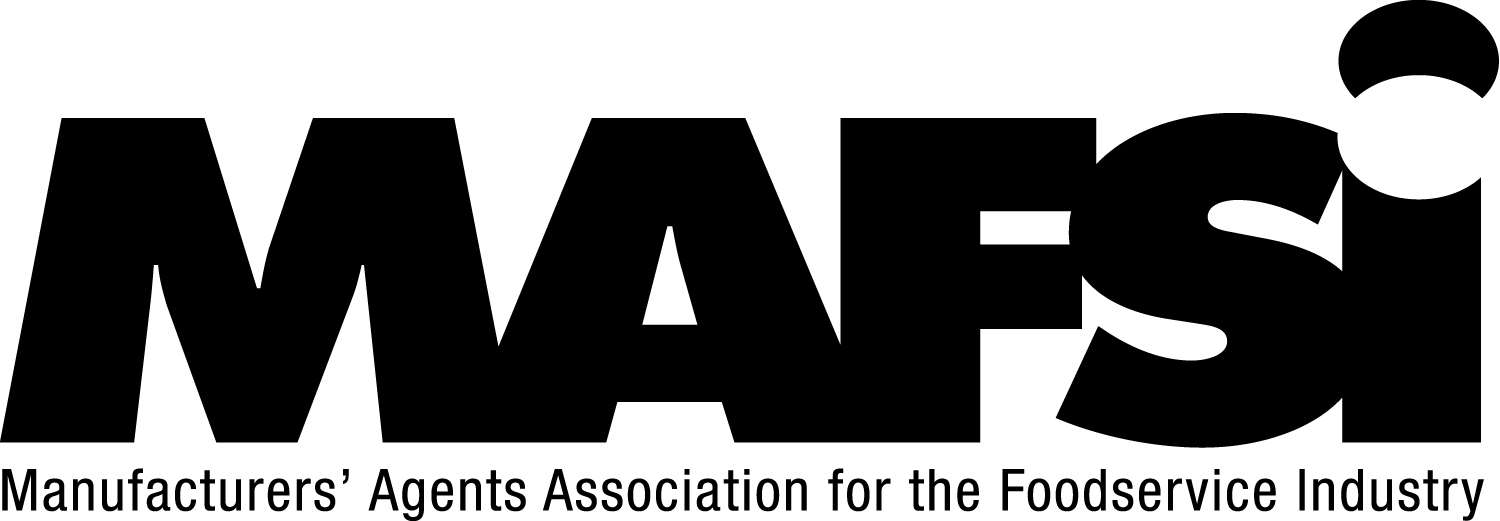 MAFSi
Manufacturers’ Agents Association for the Foodservice Industry